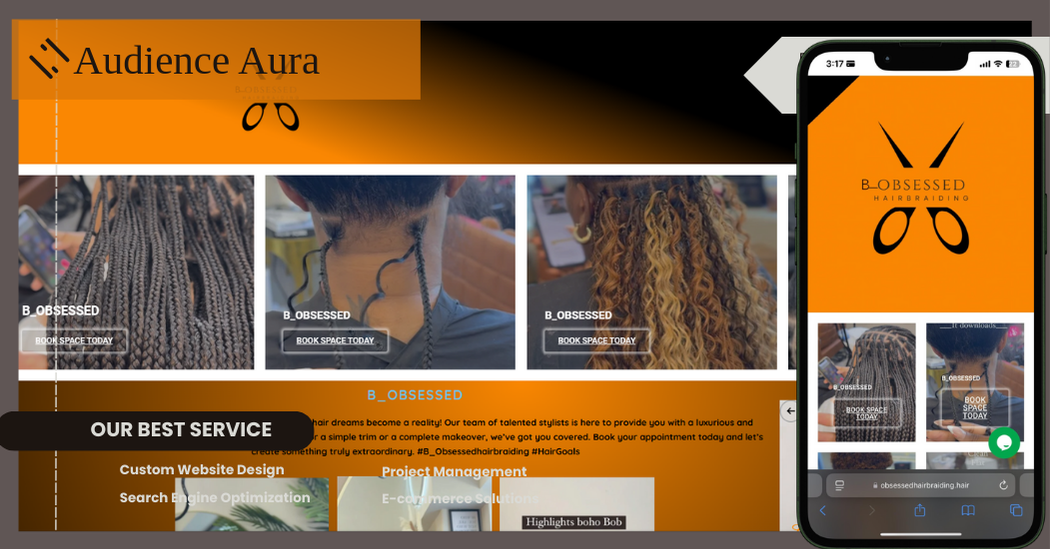 Audience Aura
B_OBSESSED
B_OBSESSED
BOOK SPACE TODAY
B_OBSESSED
BOOK SPACE TODAY
B_OBSESSED
BOOK SPACE TODAY
B_OBSESSED
hair dreams become a reality! Our team of talented stylists is here to provide you with a luxurious and
r a simple trim or a complete makeover, we've got you covered. Book your appointment today and let's
create something truly extraordinary. #B_Obsessedhairbraiding #HairGoals
OUR BEST SERVICE
Custom Website Design
Project Management
Search Engine Optimization
E-commerce Solutions
Highlights boho Bob
3:17
B_OBSESSED
HAIRBRAIDING
It downloads
B_OBSESSED
BOOK SPACE
TODAY
B_OBSESSED
BOOK
SPACE
TODAY
obsessedhairbraiding.hair